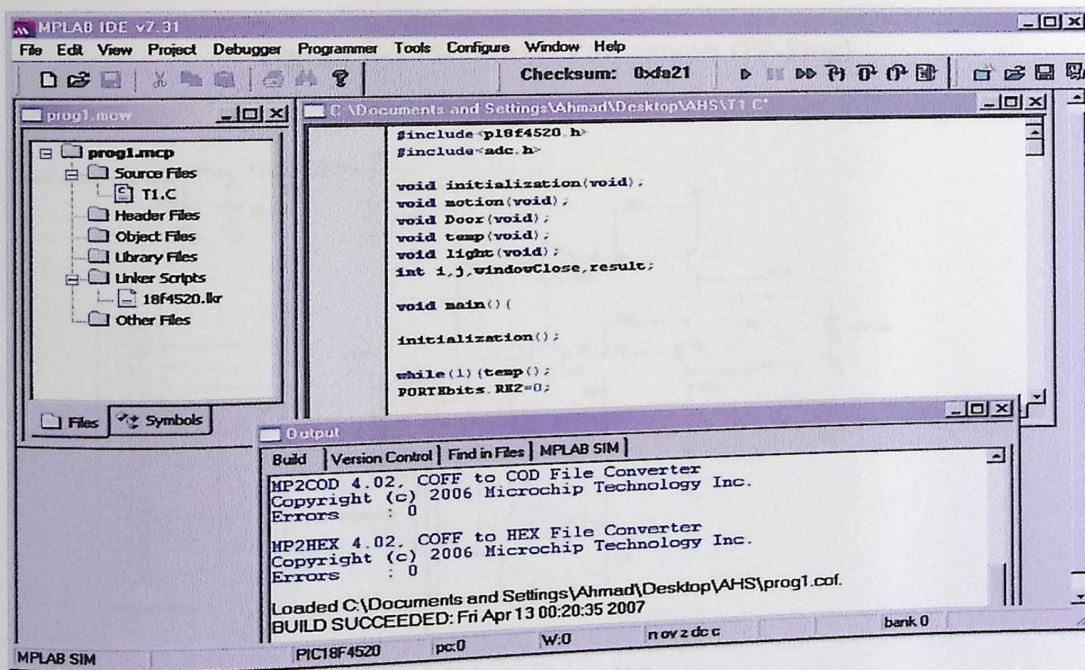 MPLAB IDE v7.31
File Edit View Project Debugger Programmer Tools Configure Window Help
Checksum: 0xda21
prog1.mcw
prog1.mcp
Source Files
T1.C
Header Files
Object Files
Library Files
Linker Scripts
18f4520.lkr
Other Files
Files Symbols
C:\Documents and Settings\Ahmad\Desktop\AHS\T1.C*
#include<p18f4520.h>
#include<adc.h>
void initialization(void);
void motion(void);
void Door(void);
void temp(void);
void light(void);
int i,j,windowClose,result;
void main(){
initialization();
while(1){temp();
PORTEbits.RE2=0;
Output
Build Version Control Find in Files MPLAB SIM
MP2COD 4.02, COFF to COD File Converter
Copyright (c) 2006 Microchip Technology Inc.
Errors : 0
MP2HEX 4.02, COFF to HEX File Converter
Copyright (c) 2006 Microchip Technology Inc.
Errors : 0
Loaded C:\Documents and Settings\Ahmad\Desktop\AHS\prog1.cof.
BUILD SUCCEEDED: Fri Apr 13 00:20:35 2007
MPLAB SIM PIC18F4520 pc:0 W:0 n ov z dc c bank 0